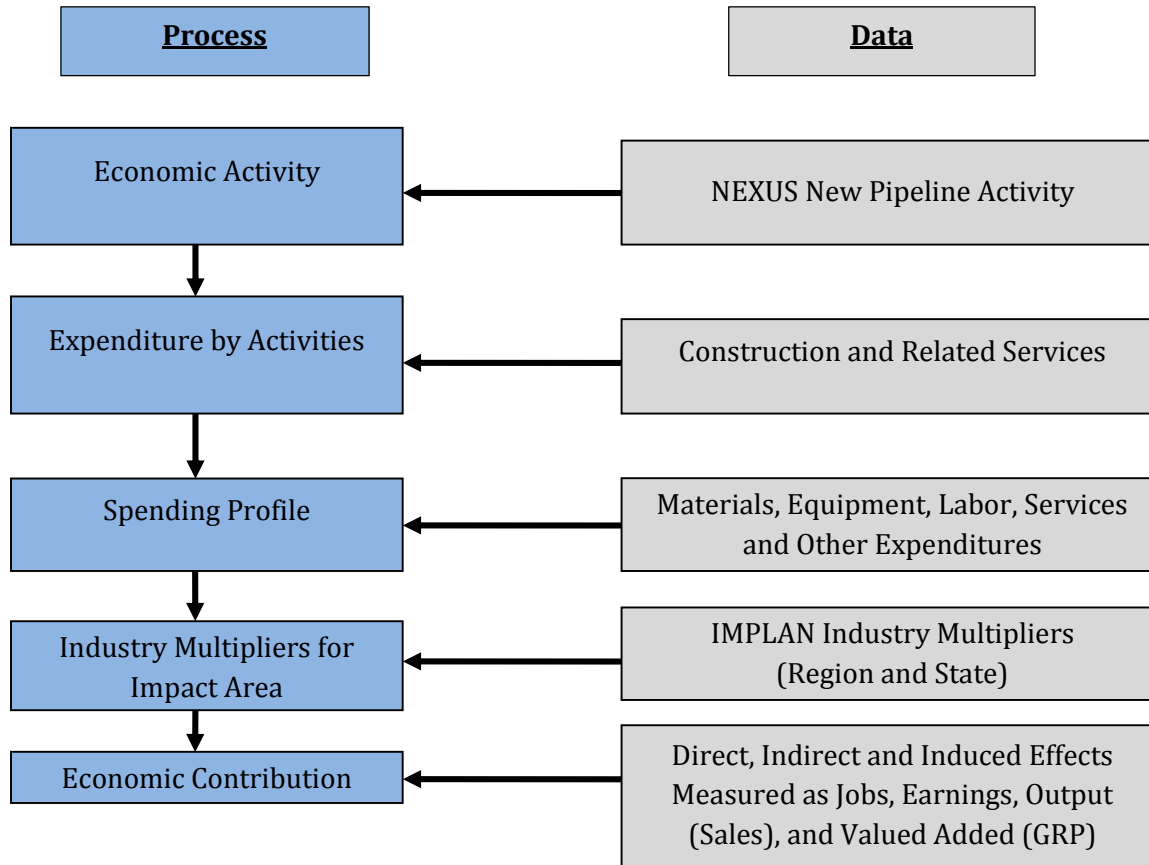 Process
Data
Economic Activity
NEXUS New Pipeline Activity
Expenditure by Activities
Construction and Related Services
Spending Profile
Materials, Equipment, Labor, Services
and Other Expenditures
Industry Multipliers for
Impact Area
IMPLAN Industry Multipliers
(Region and State)
Economic Contribution
Direct, Indirect and Induced Effects
Measured as Jobs, Earnings, Output
(Sales), and Valued Added (GRP)